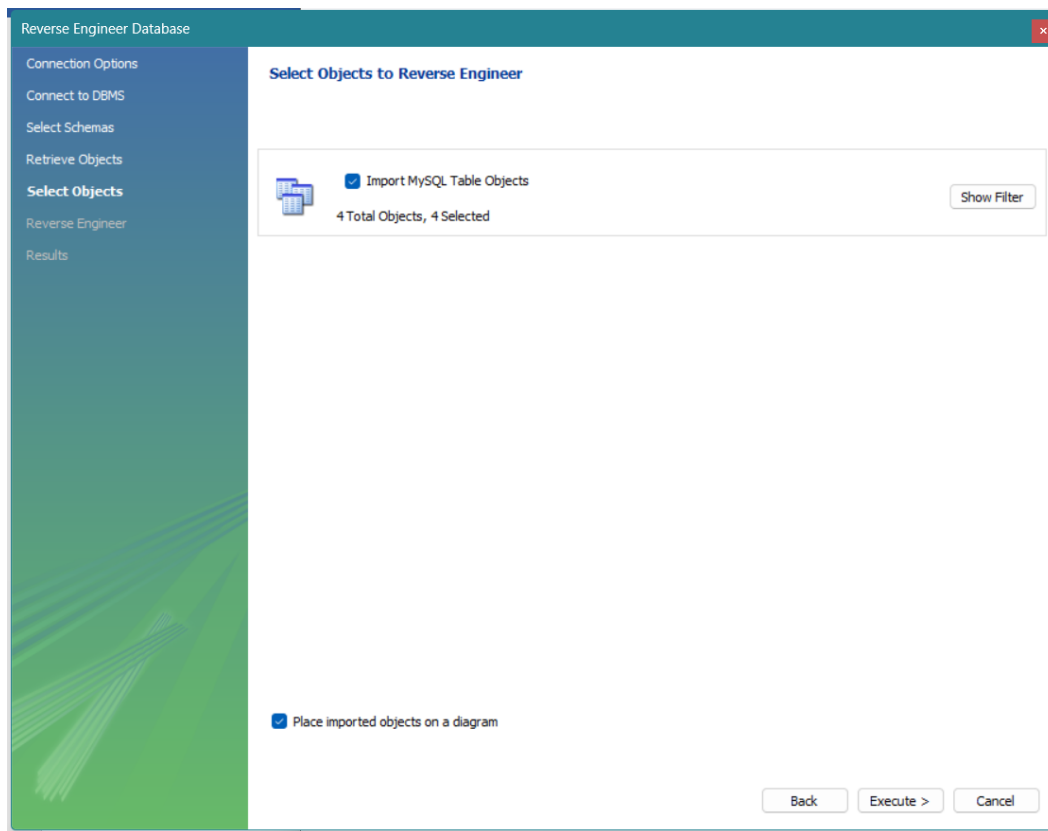 Reverse Engineer Database
Connection Options
Connect to DBMS
Select Schemas
Retrieve Objects
Select Objects
Reverse Engineer
Results
Select Objects to Reverse Engineer
Import MySQL Table Objects
4 Total Objects, 4 Selected
Show Filter
Place imported objects on a diagram
Back
Execute >
Cancel